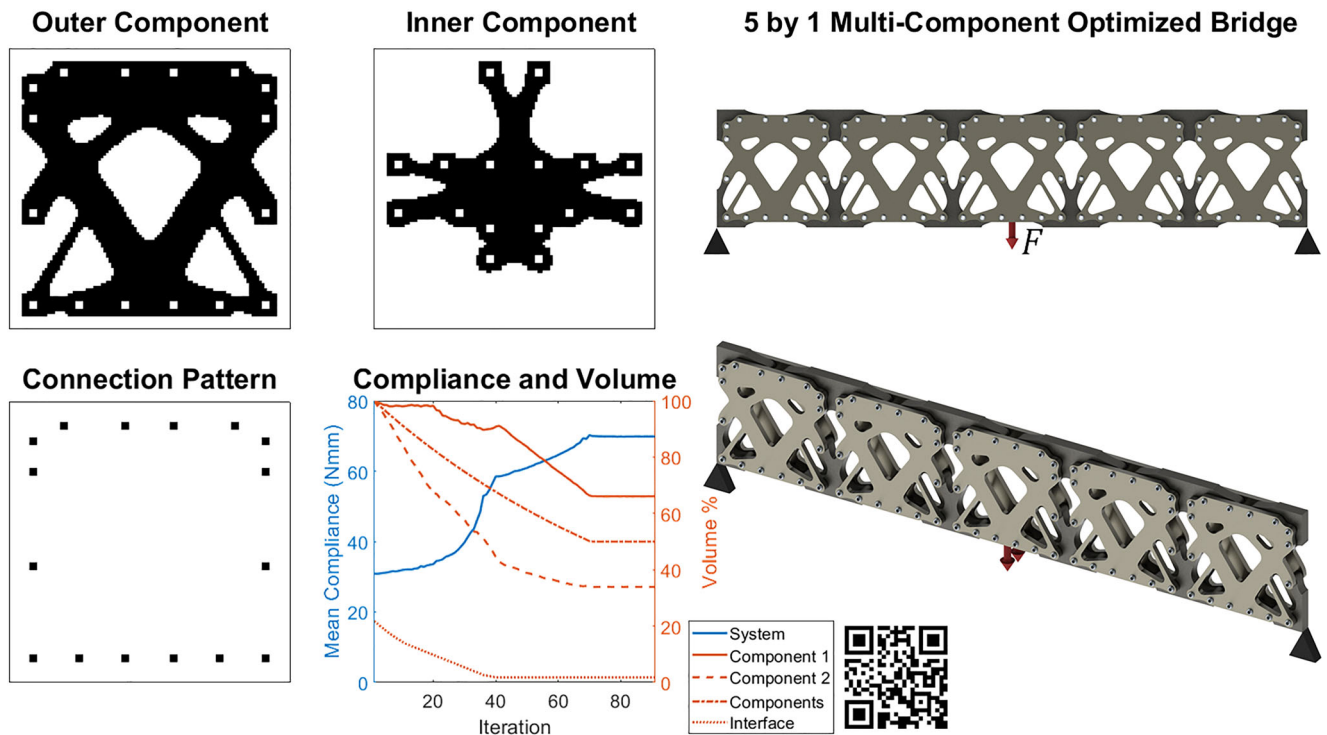 Outer Component
Inner Component
5 by 1 Multi-Component Optimized Bridge
F
Connection Pattern
Compliance and Volume
Mean Compliance (Nmm)
80
60
40
20
0
100
80
60
40
20
0
Volume %
20
40
60
80
Iteration
System
Component 1
Component 2
Components
Interface